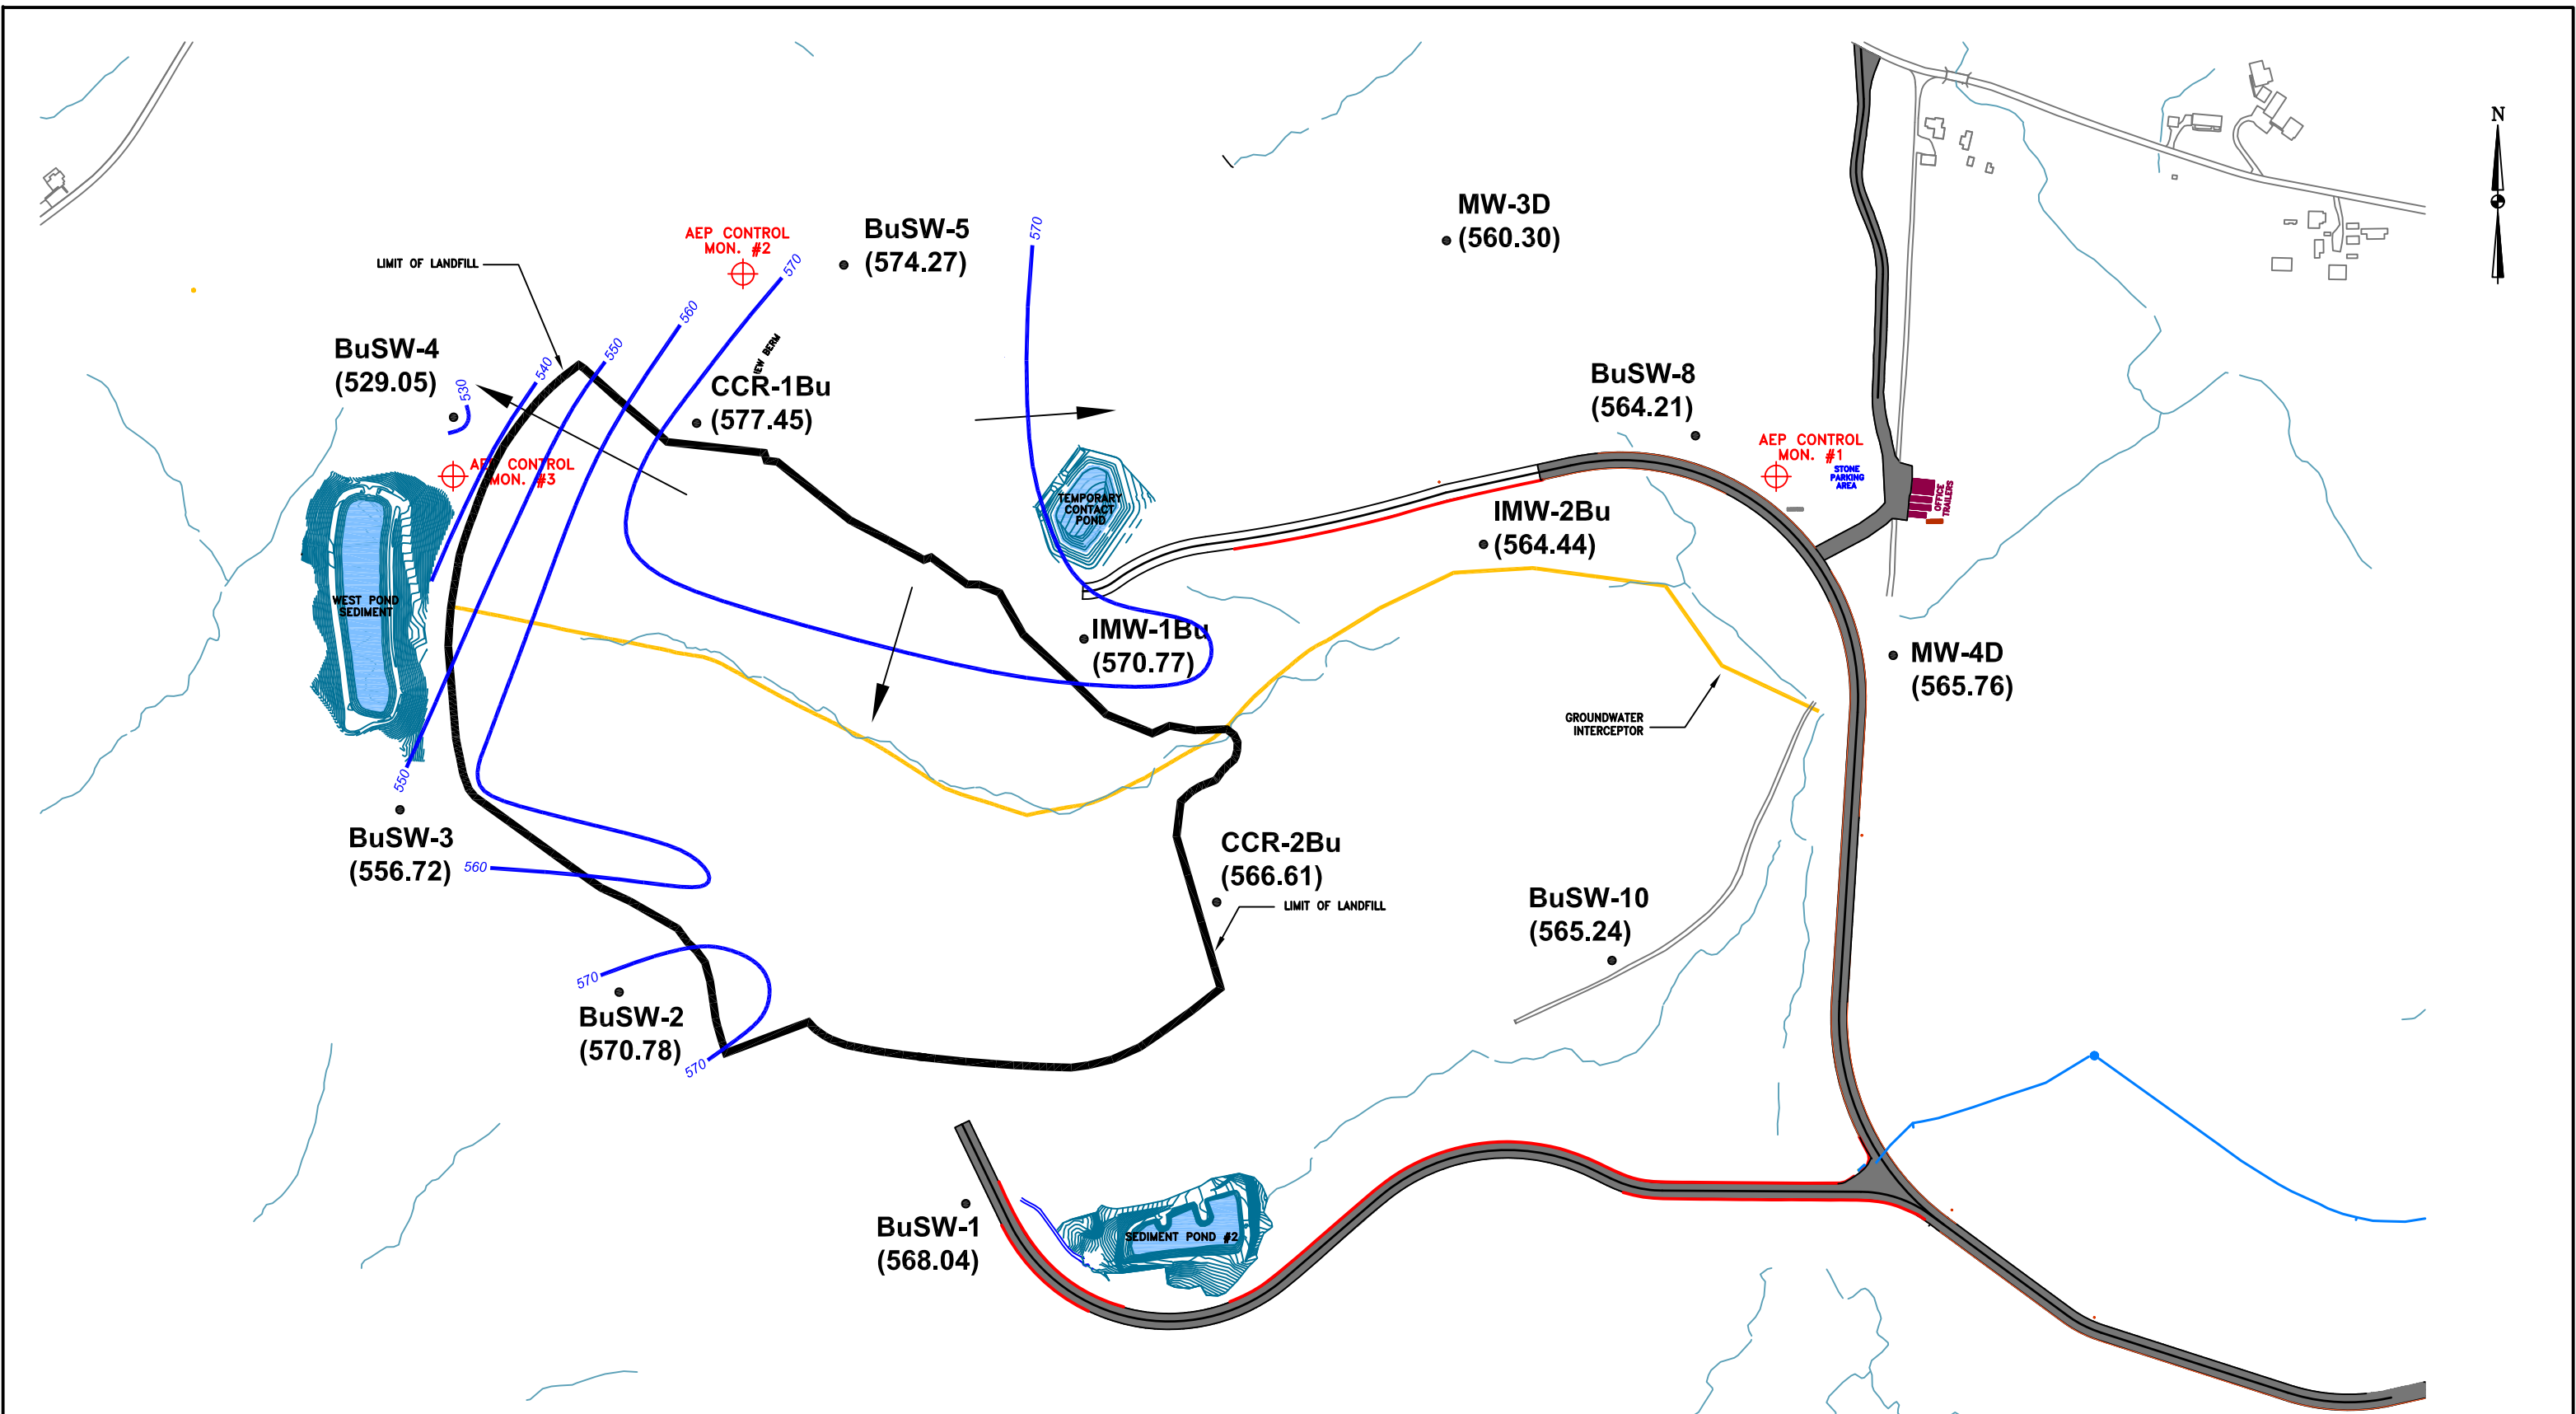 N
MW-3D
(560.30)
BuSW-5
(574.27)
AEP CONTROL
MON. #2
570
570
LIMIT OF LANDFILL
560
550
540
530
BuSW-4
(529.05)
CCR-1Bu
(577.45)
BuSW-8
(564.21)
AEP CONTROL
MON. #1
STONE
PARKING
AREA
OFFICE
TRAILERS
AEP CONTROL
MON. #3
TEMPORARY
CONTACT
POND
IMW-2Bu
(564.44)
WEST POND
SEDIMENT
IMW-1Bu
(570.77)
MW-4D
(565.76)
GROUNDWATER
INTERCEPTOR
550
BuSW-3
(556.72)
560
CCR-2Bu
(566.61)
LIMIT OF LANDFILL
BuSW-10
(565.24)
570
BuSW-2
(570.78)
570
BuSW-1
(568.04)
SEDIMENT POND #2